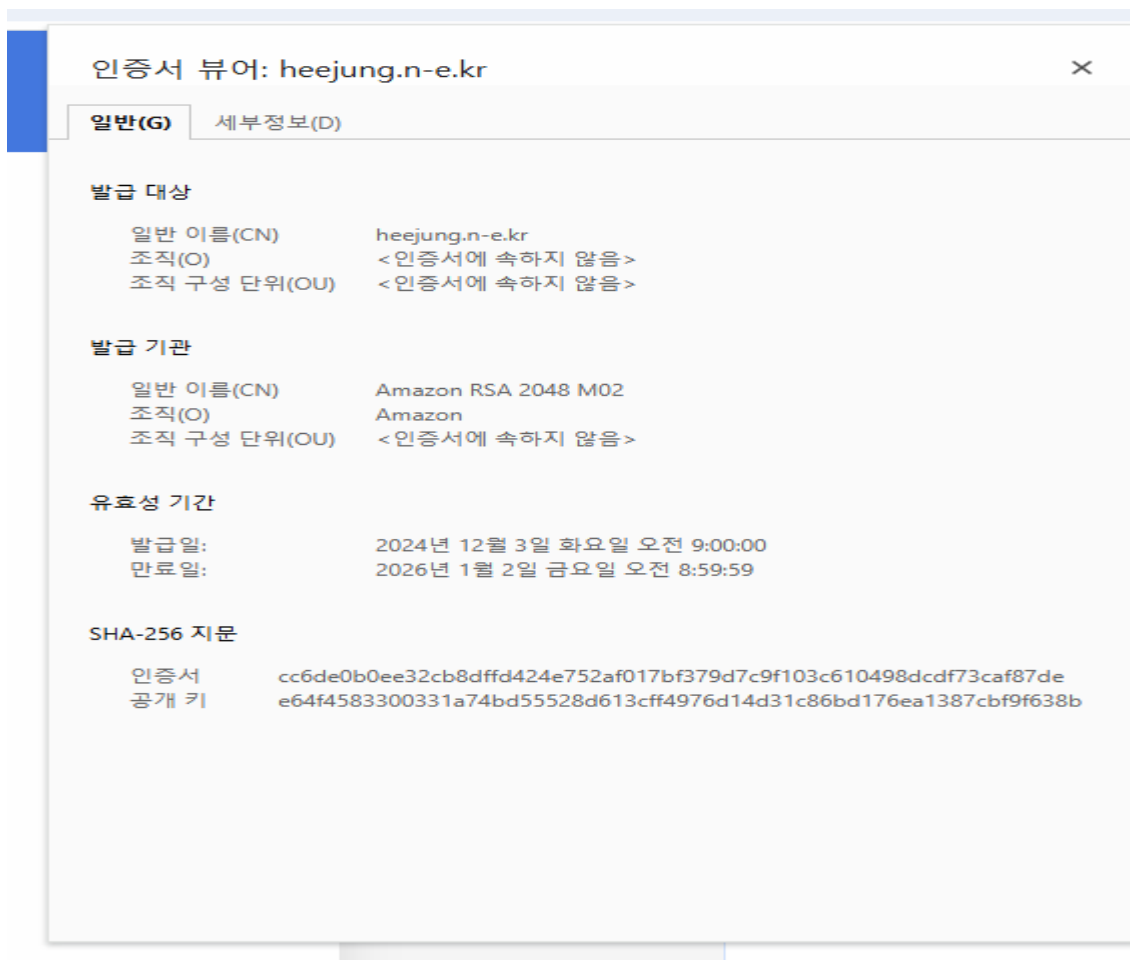 인증서 뷰어: heejung.n-e.kr
일반(G) 세부정보(D)
발급 대상
일반 이름(CN) heejung.n-e.kr
조직(O) <인증서에 속하지 않음>
조직 구성 단위(OU) <인증서에 속하지 않음>
발급 기관
일반 이름(CN) Amazon RSA 2048 M02
조직(O) Amazon
조직 구성 단위(OU) <인증서에 속하지 않음>
유효성 기간
발급일: 2024년 12월 3일 화요일 오전 9:00:00
만료일: 2026년 1월 2일 금요일 오전 8:59:59
SHA-256 지문
인증서 cc6de0b0ee32cb8dffd424e752af017bf379d7c9f103c610498dcdf73caf87de
공개 키 e64f4583300331a74bd55528d613cff4976d14d31c86bd176ea1387cbf9f638b